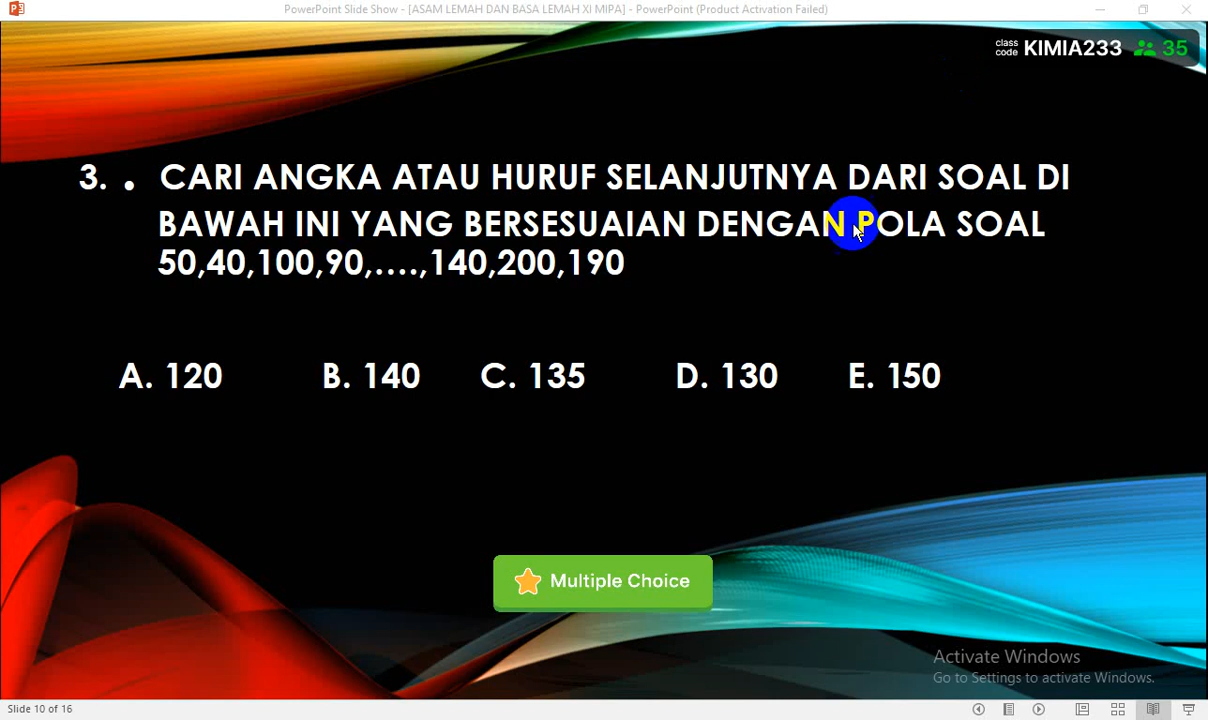 PowerPoint Slide Show - [ASAM LEMAH DAN BASA LEMAH XI MIPA] - PowerPoint (Product Activation Failed)
class code KIMIA233 35
3. . CARI ANGKA ATAU HURUF SELANJUTNYA DARI SOAL DI
BAWAH INI YANG BERSESUAIAN DENGAN POLA SOAL
50,40,100,90,....,140,200,190
A. 120 B. 140 C. 135 D. 130 E. 150
Multiple Choice
Activate Windows
Go to Settings to activate Windows.
Slide 10 of 16